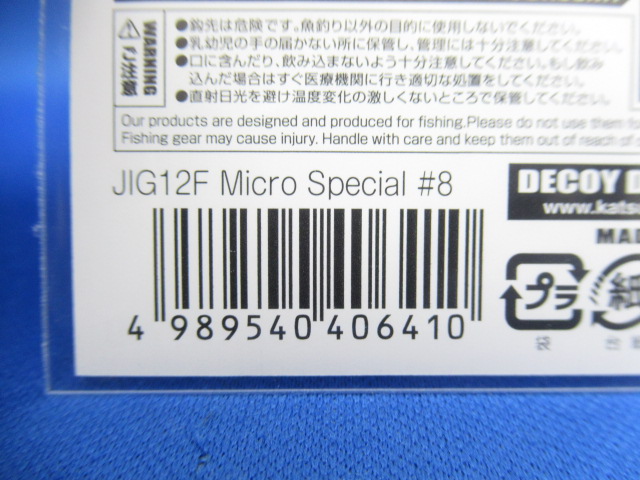 WARNING
●鈎先は危険です。魚釣り以外の目的に使用しないでください。
●乳幼児の手の届かない所に保管し、管理には十分注意してください。
●口に含んだり、飲み込まないよう十分注意してください。もし飲み
込んだ場合はすぐ医療機関に行き適切な処置をしてください。
●直射日光を避け温度変化の激しくないところで保管してください。
Our products are designed and produced for fishing.Please do not use them
Fishing gear may cause injury. Handle with care and keep them out of reach of
JIG12F Micro Special #8
DECOY
www.kats
MA
4 989540 406410
プラ
紙
袋
台